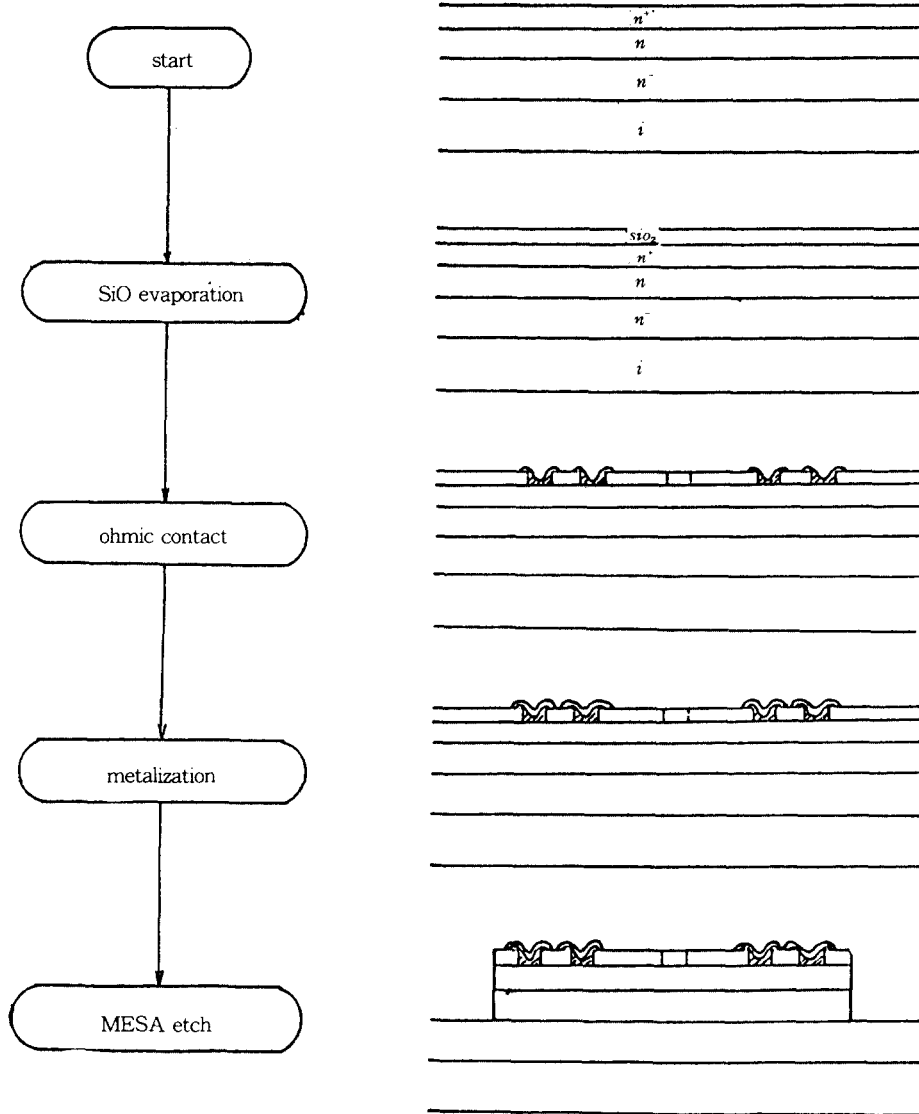 start
n⁺
n
n⁻
i
SiO evaporation
sio₂
n⁺
n
n⁻
i
ohmic contact
metalization
MESA etch